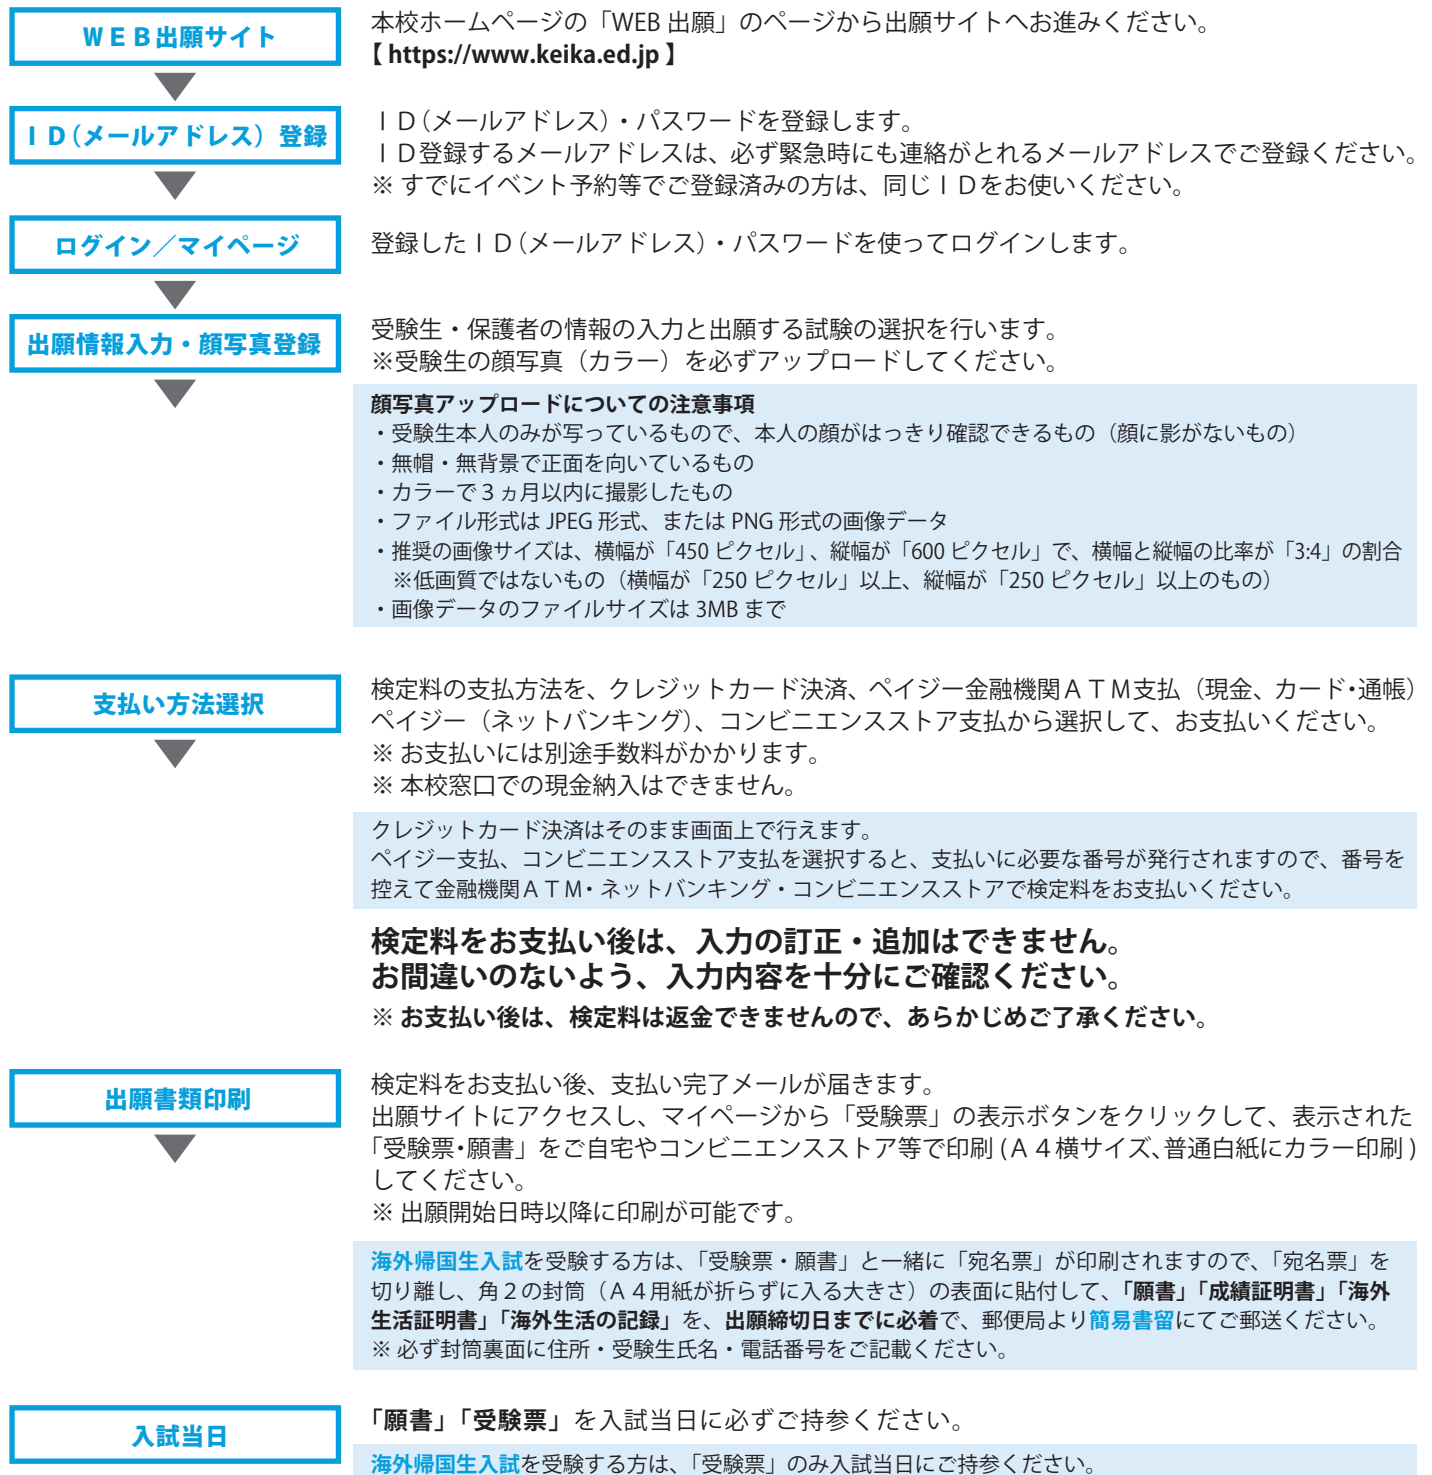 ＷＥＢ出願サイト
本校ホームページの「WEB 出願」のページから出願サイトへお進みください。
【 https://www.keika.ed.jp 】
ＩＤ（メールアドレス）登録
ＩＤ（メールアドレス）・パスワードを登録します。
ＩＤ登録するメールアドレスは、必ず緊急時にも連絡がとれるメールアドレスでご登録ください。
※ すでにイベント予約等でご登録済みの方は、同じＩＤをお使いください。
ログイン／マイページ
登録したＩＤ（メールアドレス）・パスワードを使ってログインします。
出願情報入力・顔写真登録
受験生・保護者の情報の入力と出願する試験の選択を行います。
※受験生の顔写真（カラー）を必ずアップロードしてください。
顔写真アップロードについての注意事項
・受験生本人のみが写っているもので、本人の顔がはっきり確認できるもの（顔に影がないもの）
・無帽・無背景で正面を向いているもの
・カラーで３ヵ月以内に撮影したもの
・ファイル形式は JPEG 形式、または PNG 形式の画像データ
・推奨の画像サイズは、横幅が「450 ピクセル」、縦幅が「600 ピクセル」で、横幅と縦幅の比率が「3:4」の割合
※低画質ではないもの（横幅が「250 ピクセル」以上、縦幅が「250 ピクセル」以上のもの）
・画像データのファイルサイズは 3MB まで
支払い方法選択
検定料の支払方法を、クレジットカード決済、ペイジー金融機関ＡＴＭ支払（現金、カード・通帳）
ペイジー（ネットバンキング）、コンビニエンスストア支払から選択して、お支払いください。
※ お支払いには別途手数料がかかります。
※ 本校窓口での現金納入はできません。
クレジットカード決済はそのまま画面上で行えます。
ペイジー支払、コンビニエンスストア支払を選択すると、支払いに必要な番号が発行されますので、番号を
控えて金融機関ＡＴＭ・ネットバンキング・コンビニエンスストアで検定料をお支払いください。
検定料をお支払い後は、入力の訂正・追加はできません。
お間違いのないよう、入力内容を十分にご確認ください。
※ お支払い後は、検定料は返金できませんので、あらかじめご了承ください。
出願書類印刷
検定料をお支払い後、支払い完了メールが届きます。
出願サイトにアクセスし、マイページから「受験票」の表示ボタンをクリックして、表示された
「受験票・願書」をご自宅やコンビニエンスストア等で印刷 (Ａ４横サイズ、普通白紙にカラー印刷 )
してください。
※ 出願開始日時以降に印刷が可能です。
海外帰国生入試を受験する方は、「受験票・願書」と一緒に「宛名票」が印刷されますので、「宛名票」を
切り離し、角２の封筒（Ａ４用紙が折らずに入る大きさ）の表面に貼付して、「願書」「成績証明書」「海外
生活証明書」「海外生活の記録」を、出願締切日までに必着で、郵便局より簡易書留にてご郵送ください。
※ 必ず封筒裏面に住所・受験生氏名・電話番号をご記載ください。
入試当日
「願書」「受験票」を入試当日に必ずご持参ください。
海外帰国生入試を受験する方は、「受験票」のみ入試当日にご持参ください。